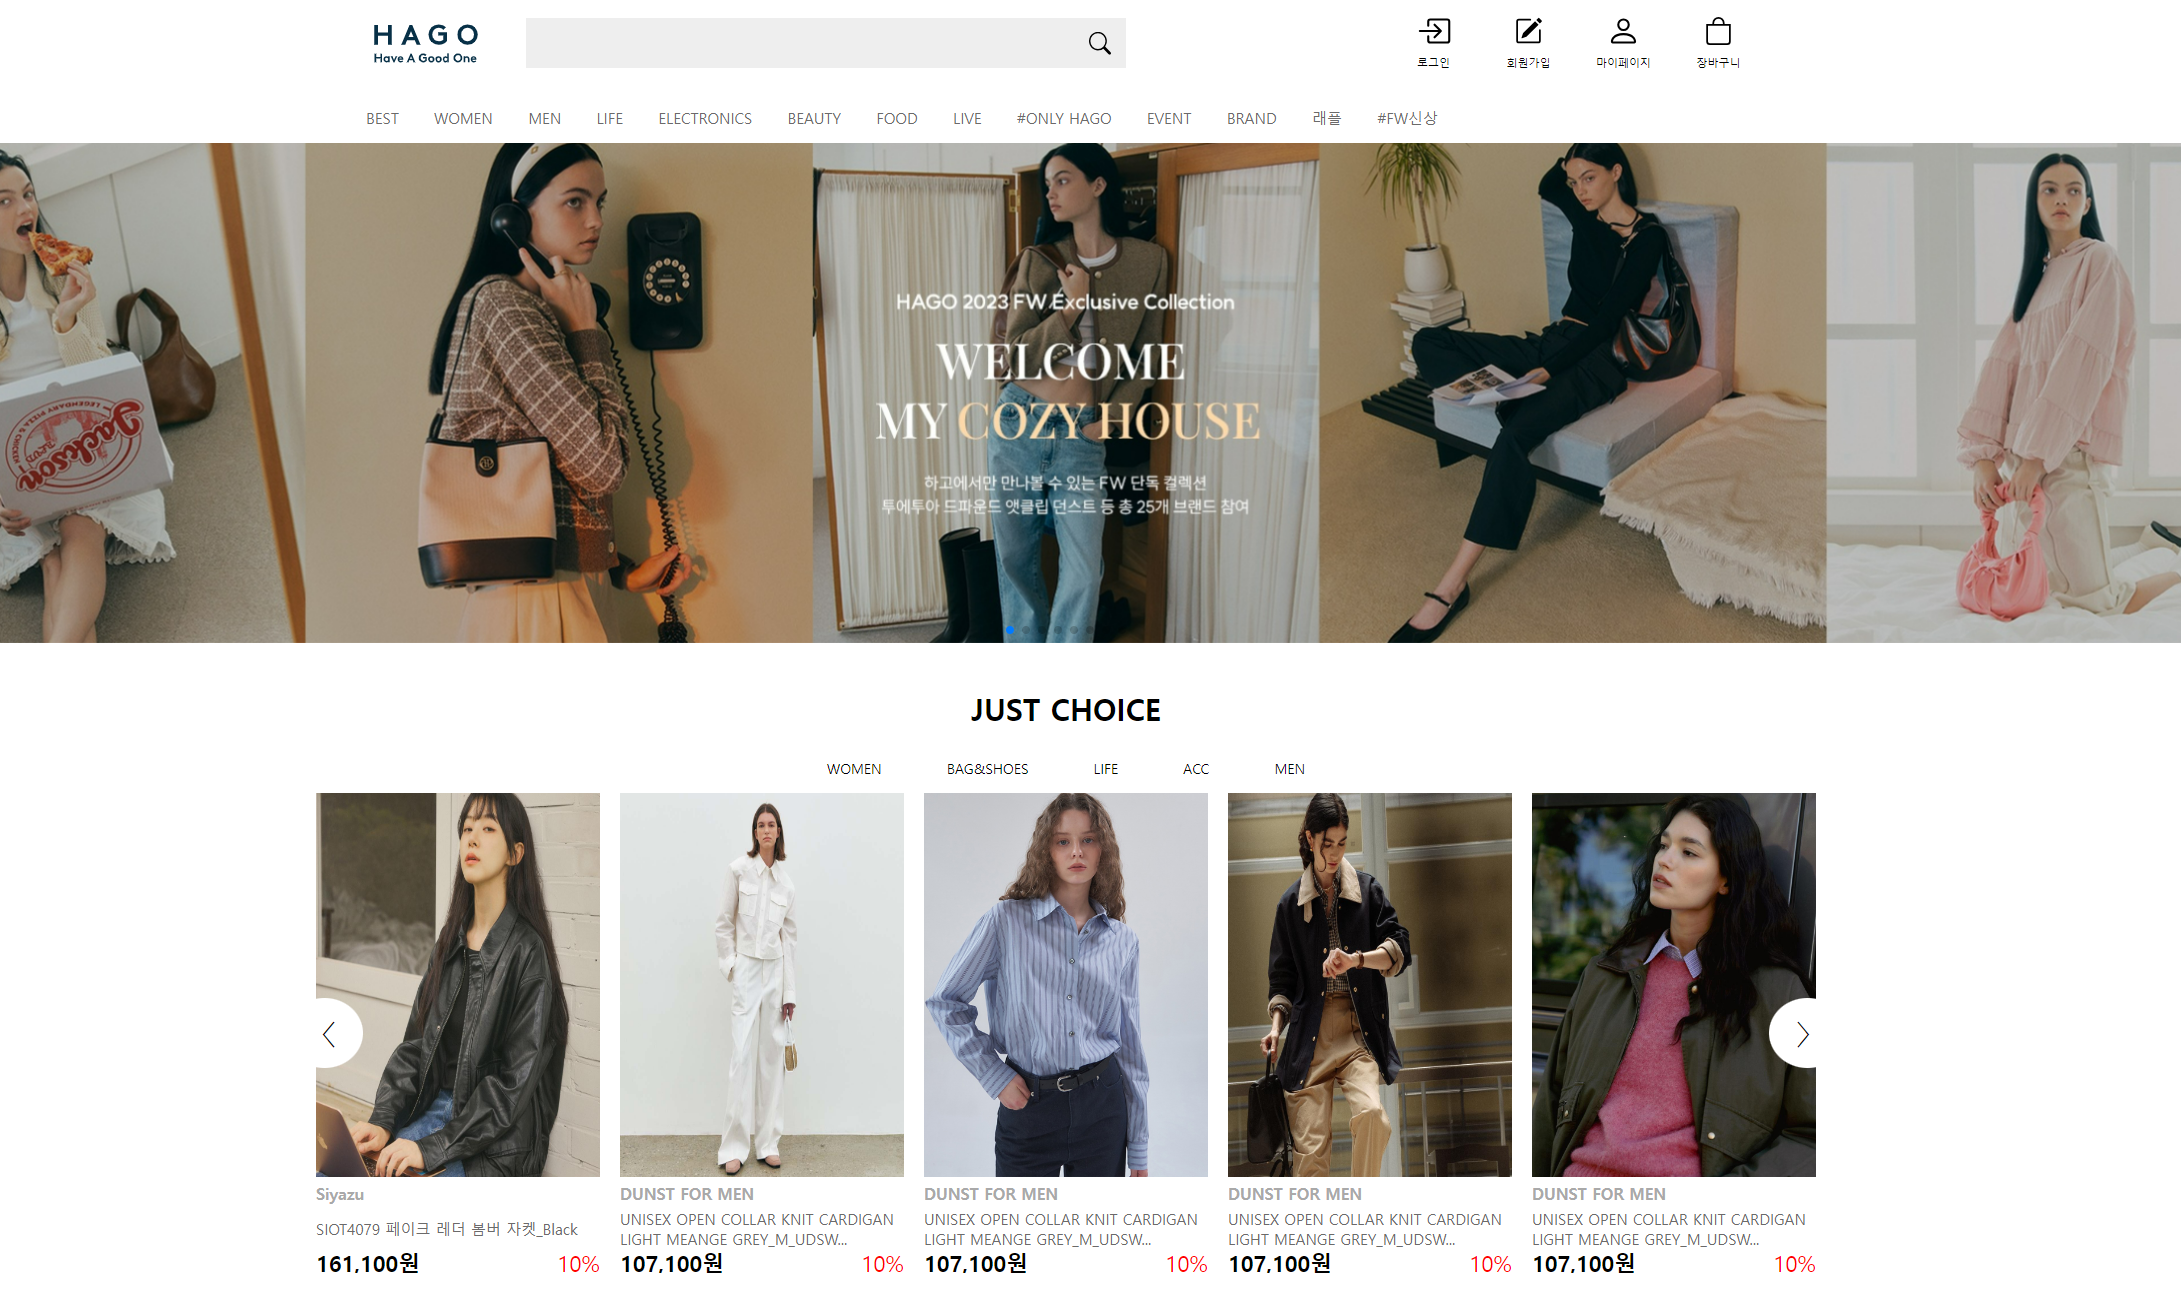 HAGO
Have A Good One
로그인
회원가입
마이페이지
장바구니
BEST WOMEN MEN LIFE ELECTRONICS BEAUTY FOOD LIVE #ONLY HAGO EVENT BRAND 래플 #FW신상
LEGENDARY PIZZA & CHICKEN
Jackson
HAGO 2023 FW Exclusive Collection
WELCOME
MY COZY HOUSE
하고에서만 만나볼 수 있는 FW 단독 컬렉션
투에투아 드파운드 앳클립 던스트 등 총 25개 브랜드 참여
JUST CHOICE
WOMEN BAG&SHOES LIFE ACC MEN
Siyazu
SIOT4079 페이크 레더 봄버 자켓_Black
161,100원 10%
DUNST FOR MEN
UNISEX OPEN COLLAR KNIT CARDIGAN
LIGHT MEANGE GREY_M_UDSW...
107,100원 10%
DUNST FOR MEN
UNISEX OPEN COLLAR KNIT CARDIGAN
LIGHT MEANGE GREY_M_UDSW...
107,100원 10%
DUNST FOR MEN
UNISEX OPEN COLLAR KNIT CARDIGAN
LIGHT MEANGE GREY_M_UDSW...
107,100원 10%
DUNST FOR MEN
UNISEX OPEN COLLAR KNIT CARDIGAN
LIGHT MEANGE GREY_M_UDSW...
107,100원 10%